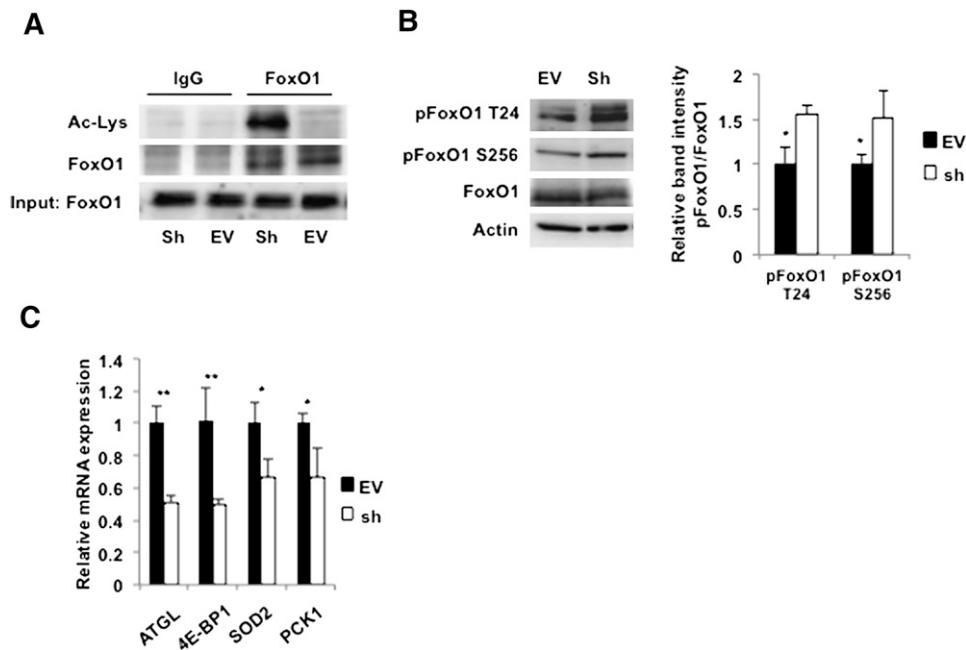 A
IgG FoxO1
Ac-Lys
FoxO1
Input: FoxO1
Sh EV Sh EV
B
EV Sh
pFoxO1 T24
pFoxO1 S256
FoxO1
Actin
Relative band intensity
pFoxO1/FoxO1
2
1.5
1
0.5
0
*
*
pFoxO1
T24
pFoxO1
S256
EV
sh
C
Relative mRNA expression
1.4
1.2
1
0.8
0.6
0.4
0.2
0
**
**
*
*
ATGL
4E-BP1
SOD2
PCK1
EV
sh